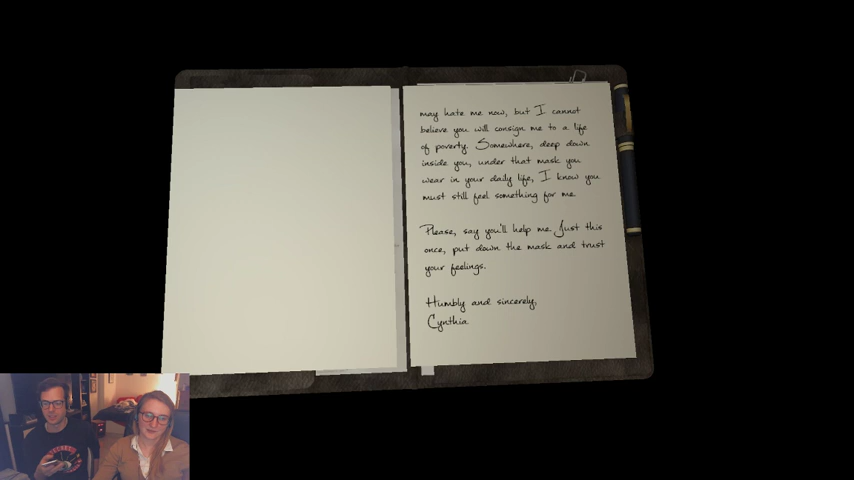 may hate me now, but I cannot
believe you will consign me to a life
of poverty. Somewhere, deep down
inside you, under that mask you
wear in your daily life, I know you
must still feel something for me.
Please, say you'll help me. Just this
once, put down the mask and trust
your feelings.
Humbly and sincerely,
Cynthia